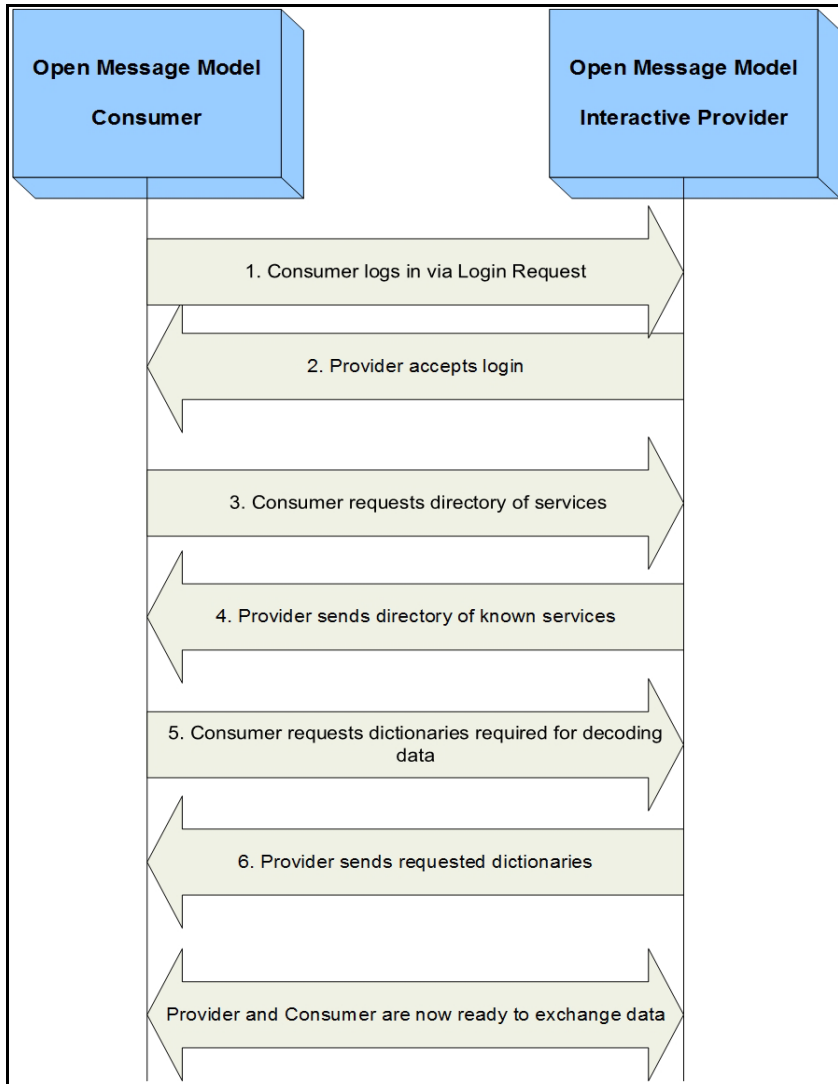 Open Message Model
Consumer
Open Message Model
Interactive Provider
1. Consumer logs in via Login Request
2. Provider accepts login
3. Consumer requests directory of services
4. Provider sends directory of known services
5. Consumer requests dictionaries required for decoding
data
6. Provider sends requested dictionaries
Provider and Consumer are now ready to exchange data